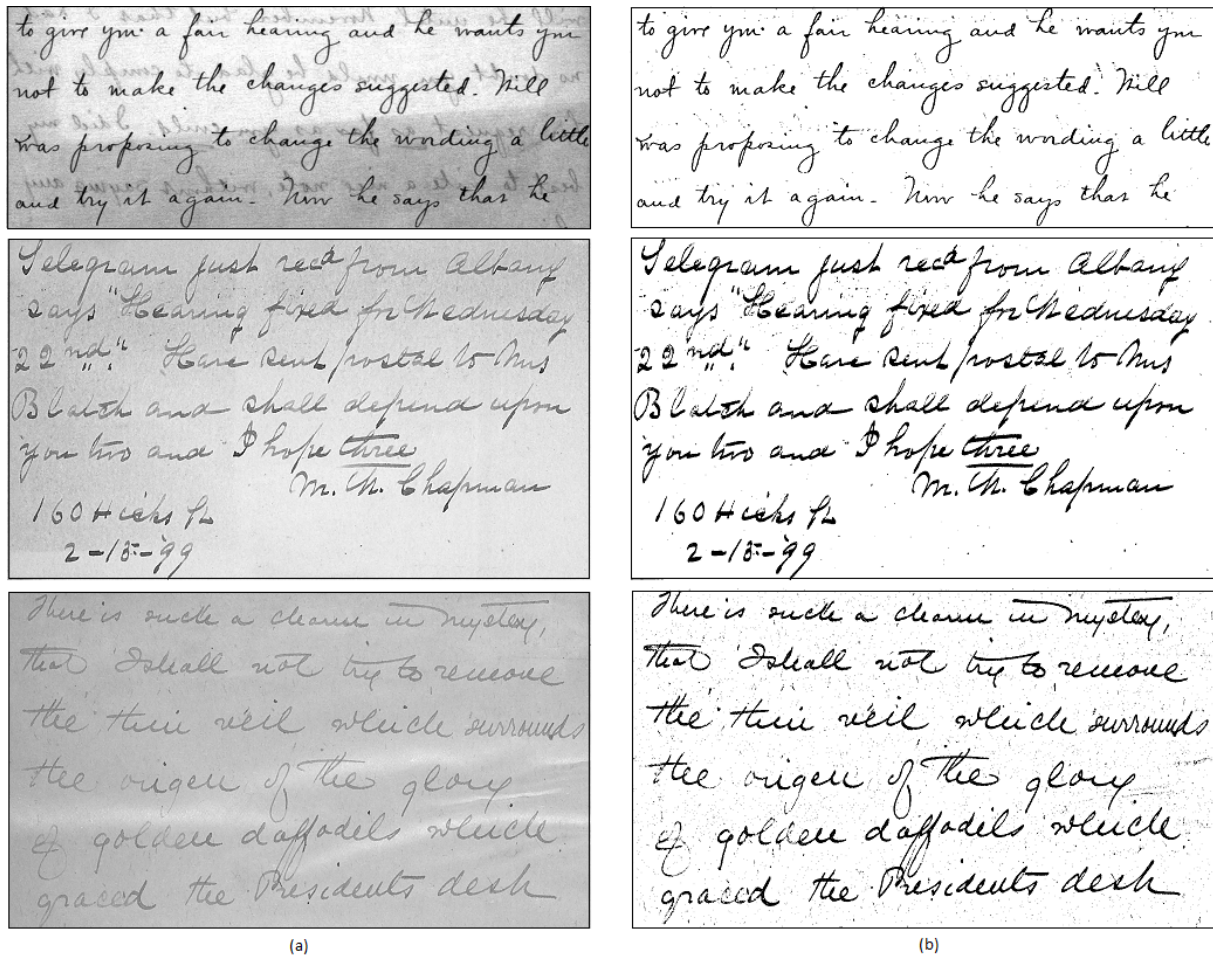 to give you a fair hearing and he wants you
not to make the changes suggested. Will
was proposing to change the wording a little
and try it again. Now he says that he
Telegram just recd from Albany
says "Hearing fixed for Wednesday
22nd". Have sent postal to Mrs
Blatch and shall depend upon
you two and I hope three
M. M. Chapman
160 Hicks St
2-15-99
There is such a charm in mystery,
that I shall not try to remove
the thin veil which surrounds
the origen of the glory
of golden daffodils which
graced the Presidents desk
(a)
to give you a fair hearing and he wants you
not to make the changes suggested. Will
was proposing to change the wording a little
and try it again. Now he says that he
Telegram just recd from Albany
says "Hearing fixed for Wednesday
22nd". Have sent postal to Mrs
Blatch and shall depend upon
you two and I hope three
M. M. Chapman
160 Hicks St
2-15-99
There is such a charm in mystery,
that I shall not try to remove
the thin veil which surrounds
the origen of the glory
of golden daffodils which
graced the Presidents desk
(b)